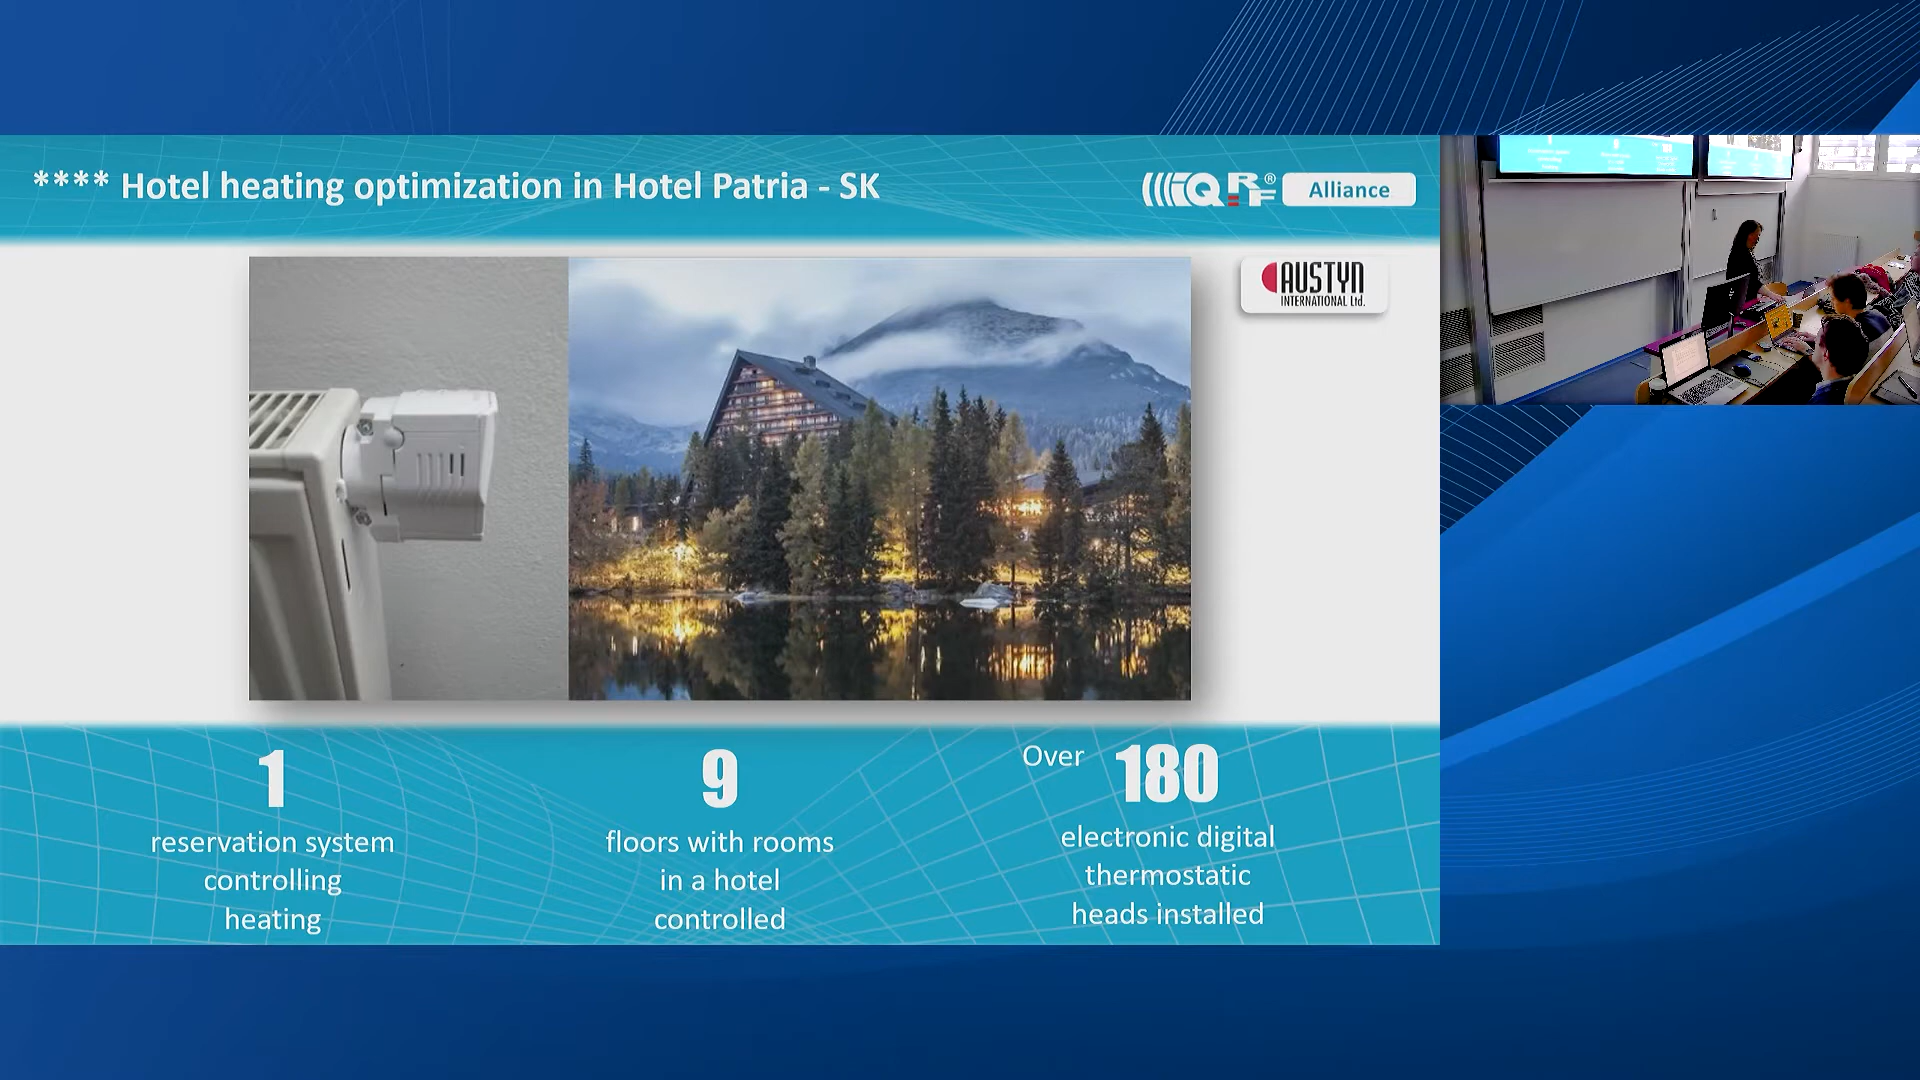 **** Hotel heating optimization in Hotel Patria - SK
IQRF® Alliance
AUSTYN
INTERNATIONAL Ltd.
1
reservation system
controlling
heating
9
floors with rooms
in a hotel
controlled
Over 180
electronic digital
thermostatic
heads installed